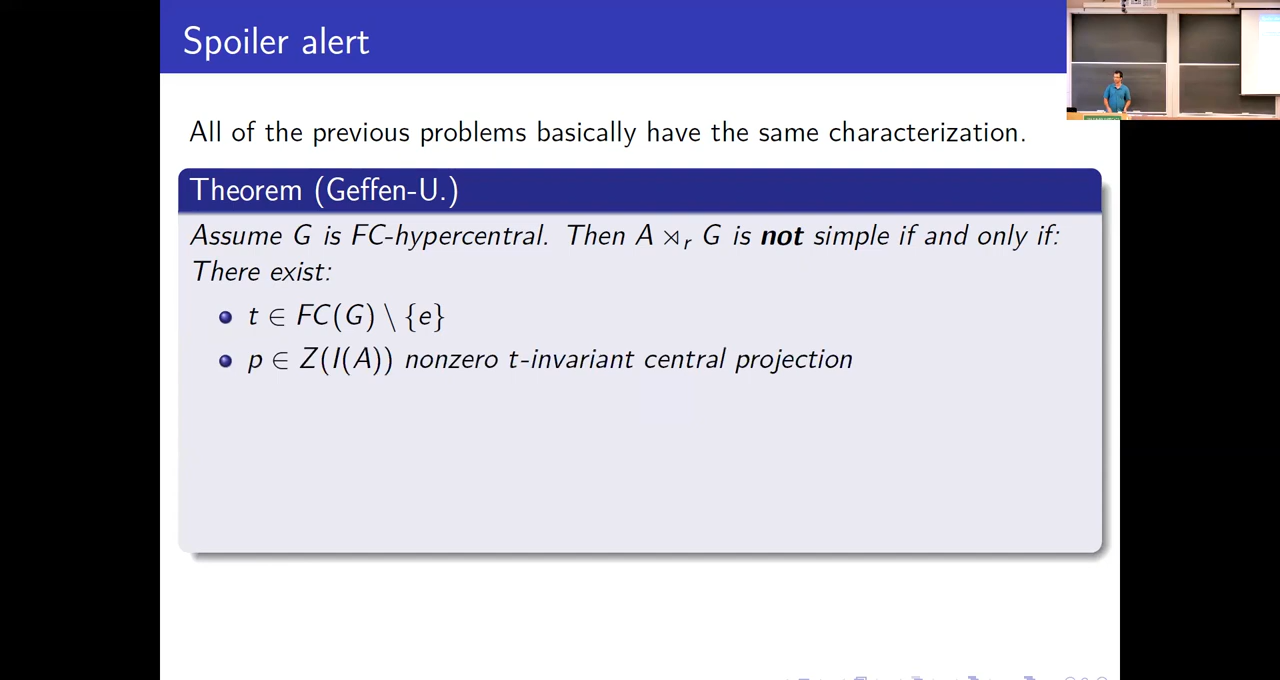 Spoiler alert
All of the previous problems basically have the same characterization.
Theorem (Geffen-U.)
Assume G is FC-hypercentral. Then A ⋊ᵣ G is not simple if and only if:
There exist:
t ∈ FC(G) \ {e}
p ∈ Z(I(A)) nonzero t-invariant central projection